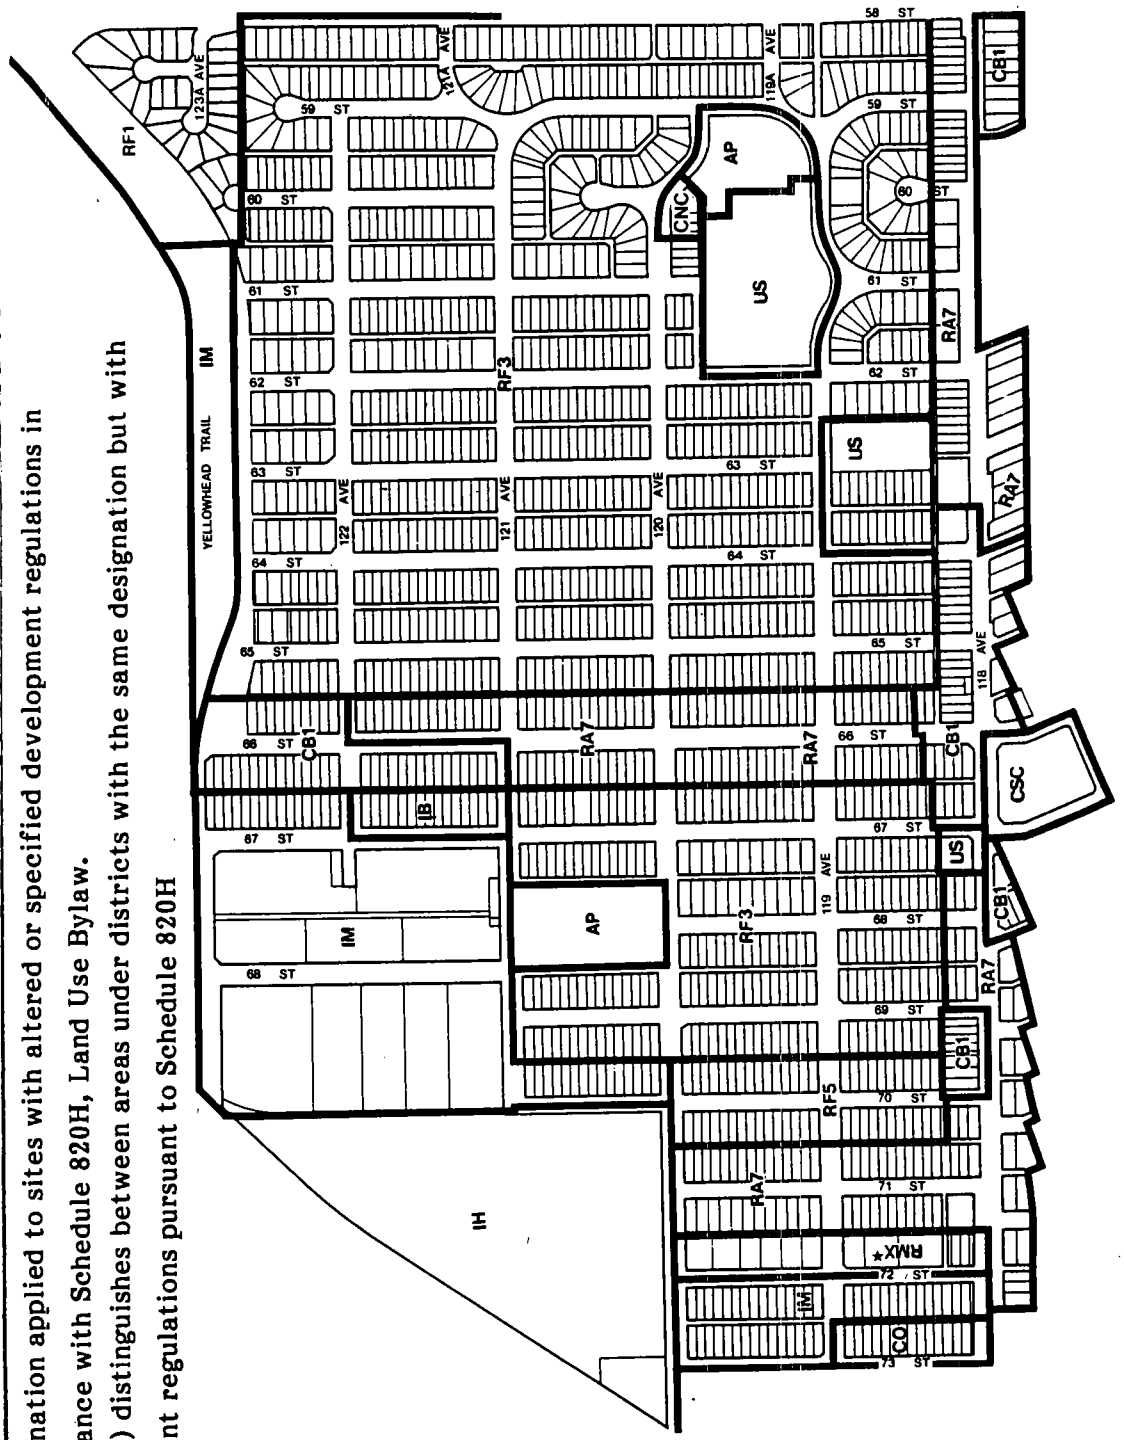 nation applied to sites with altered or specified development regulations in
ance with Schedule 820H, Land Use Bylaw.
) distinguishes between areas under districts with the same designation but with
nt regulations pursuant to Schedule 820H
58 ST
CB1
AVE
AVE
121A
119A
123A AVE
RF1
59 ST
59 ST
AP
60 ST
60 ST
CNC
US
61 ST
61 ST
RA7
YELLOWHEAD TRAIL
IM
RF3
62 ST
62 ST
US
63 ST
63 ST
RA7
122 AVE
121 AVE
120 AVE
64 ST
64 ST
65 ST
65 ST
118 AVE
66 ST
CB1
RA7
RA7
66 ST
CB1
CSC
IB
67 ST
67 ST
US
119 AVE
CB1
IM
AP
RF3
68 ST
68 ST
RA7
69 ST
CB1
RF5
70 ST
IH
RA7
71 ST
RMX*
72 ST
IM
CO
73 ST